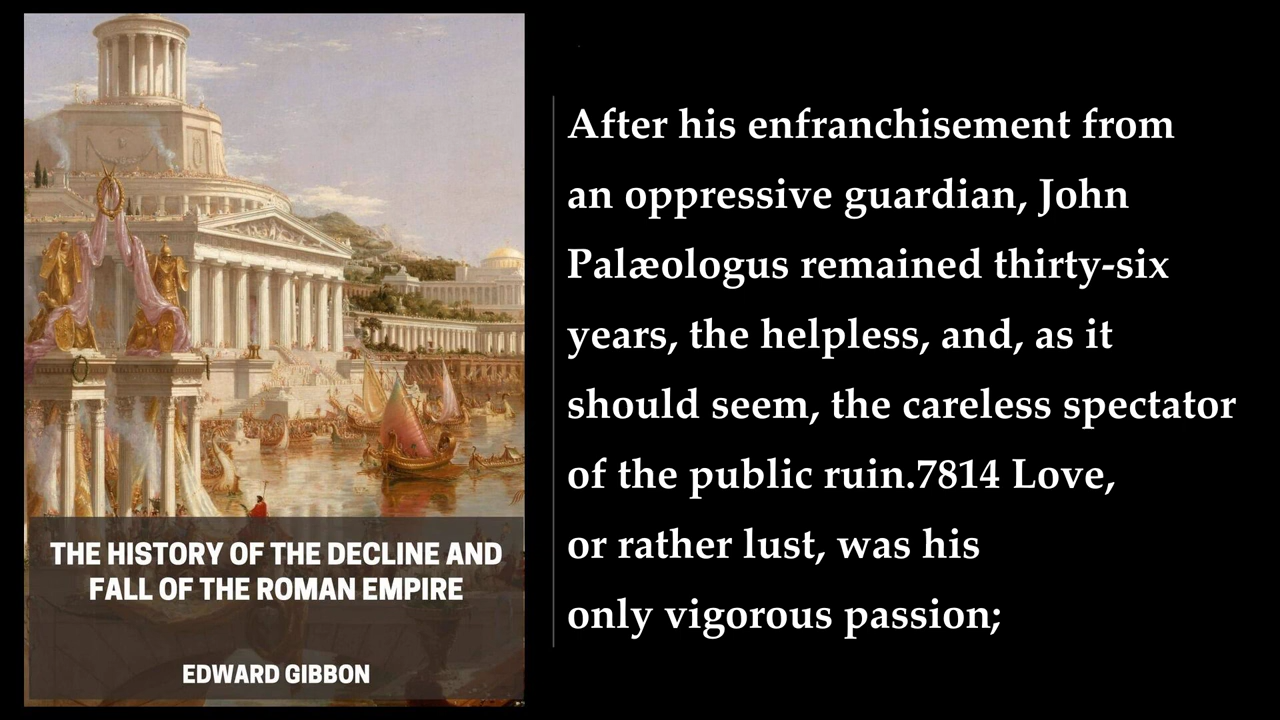 THE HISTORY OF THE DECLINE AND
FALL OF THE ROMAN EMPIRE
EDWARD GIBBON
After his enfranchisement from
an oppressive guardian, John
Palæologus remained thirty-six
years, the helpless, and, as it
should seem, the careless spectator
of the public ruin.7814 Love,
or rather lust, was his
only vigorous passion;